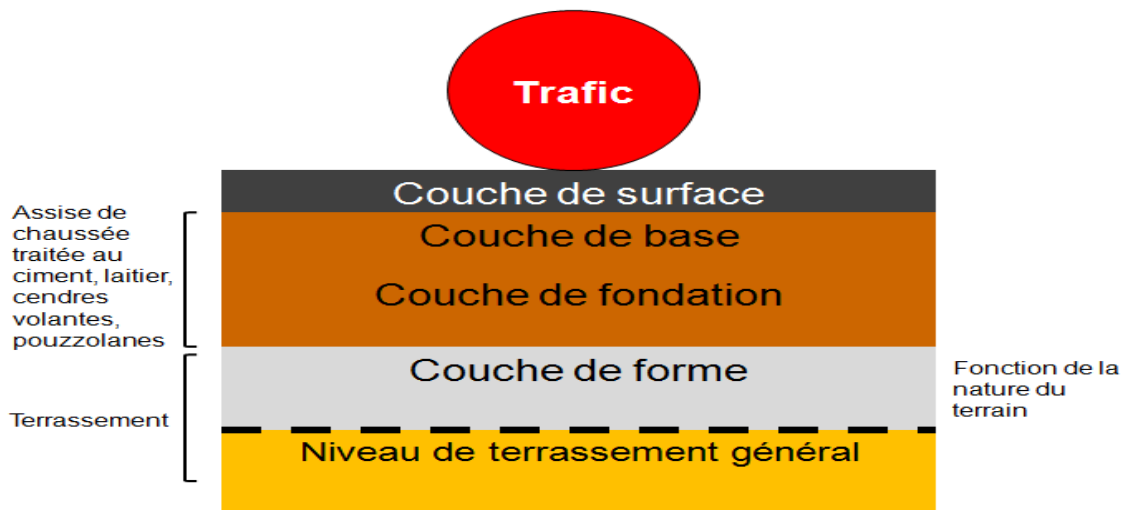 Trafic
Couche de surface
Assise de
chaussée
traitée au
ciment, laitier,
cendres
volantes,
pouzzolanes
Couche de base
Couche de fondation
Couche de forme
Fonction de la
nature du
terrain
Terrassement
Niveau de terrassement général